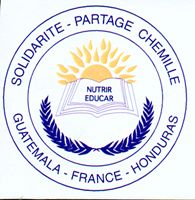 SOLIDARITE - PARTAGE CHEMILLE
NUTRIR
EDUCAR
GUATEMALA - FRANCE - HONDURAS